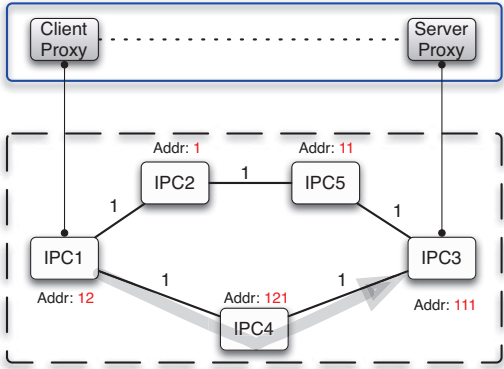 Client
Proxy
Server
Proxy
Addr: 1
Addr: 11
IPC2
1
IPC5
1
1
IPC1
IPC3
1
1
Addr: 12
Addr: 121
Addr: 111
IPC4